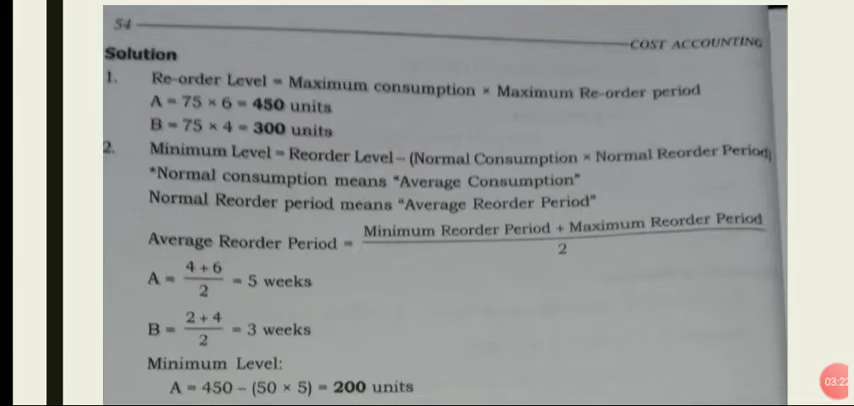 54
COST ACCOUNTING
Solution
1. Re-order Level = Maximum consumption × Maximum Re-order period
A = 75 × 6 = 450 units
B = 75 × 4 = 300 units
2. Minimum Level = Reorder Level – (Normal Consumption × Normal Reorder Period)
*Normal consumption means "Average Consumption"
Normal Reorder period means "Average Reorder Period"
Average Reorder Period = Minimum Reorder Period + Maximum Reorder Period
2
A = 4 + 6 / 2 = 5 weeks
B = 2 + 4 / 2 = 3 weeks
Minimum Level:
A = 450 – (50 × 5) = 200 units
03:22